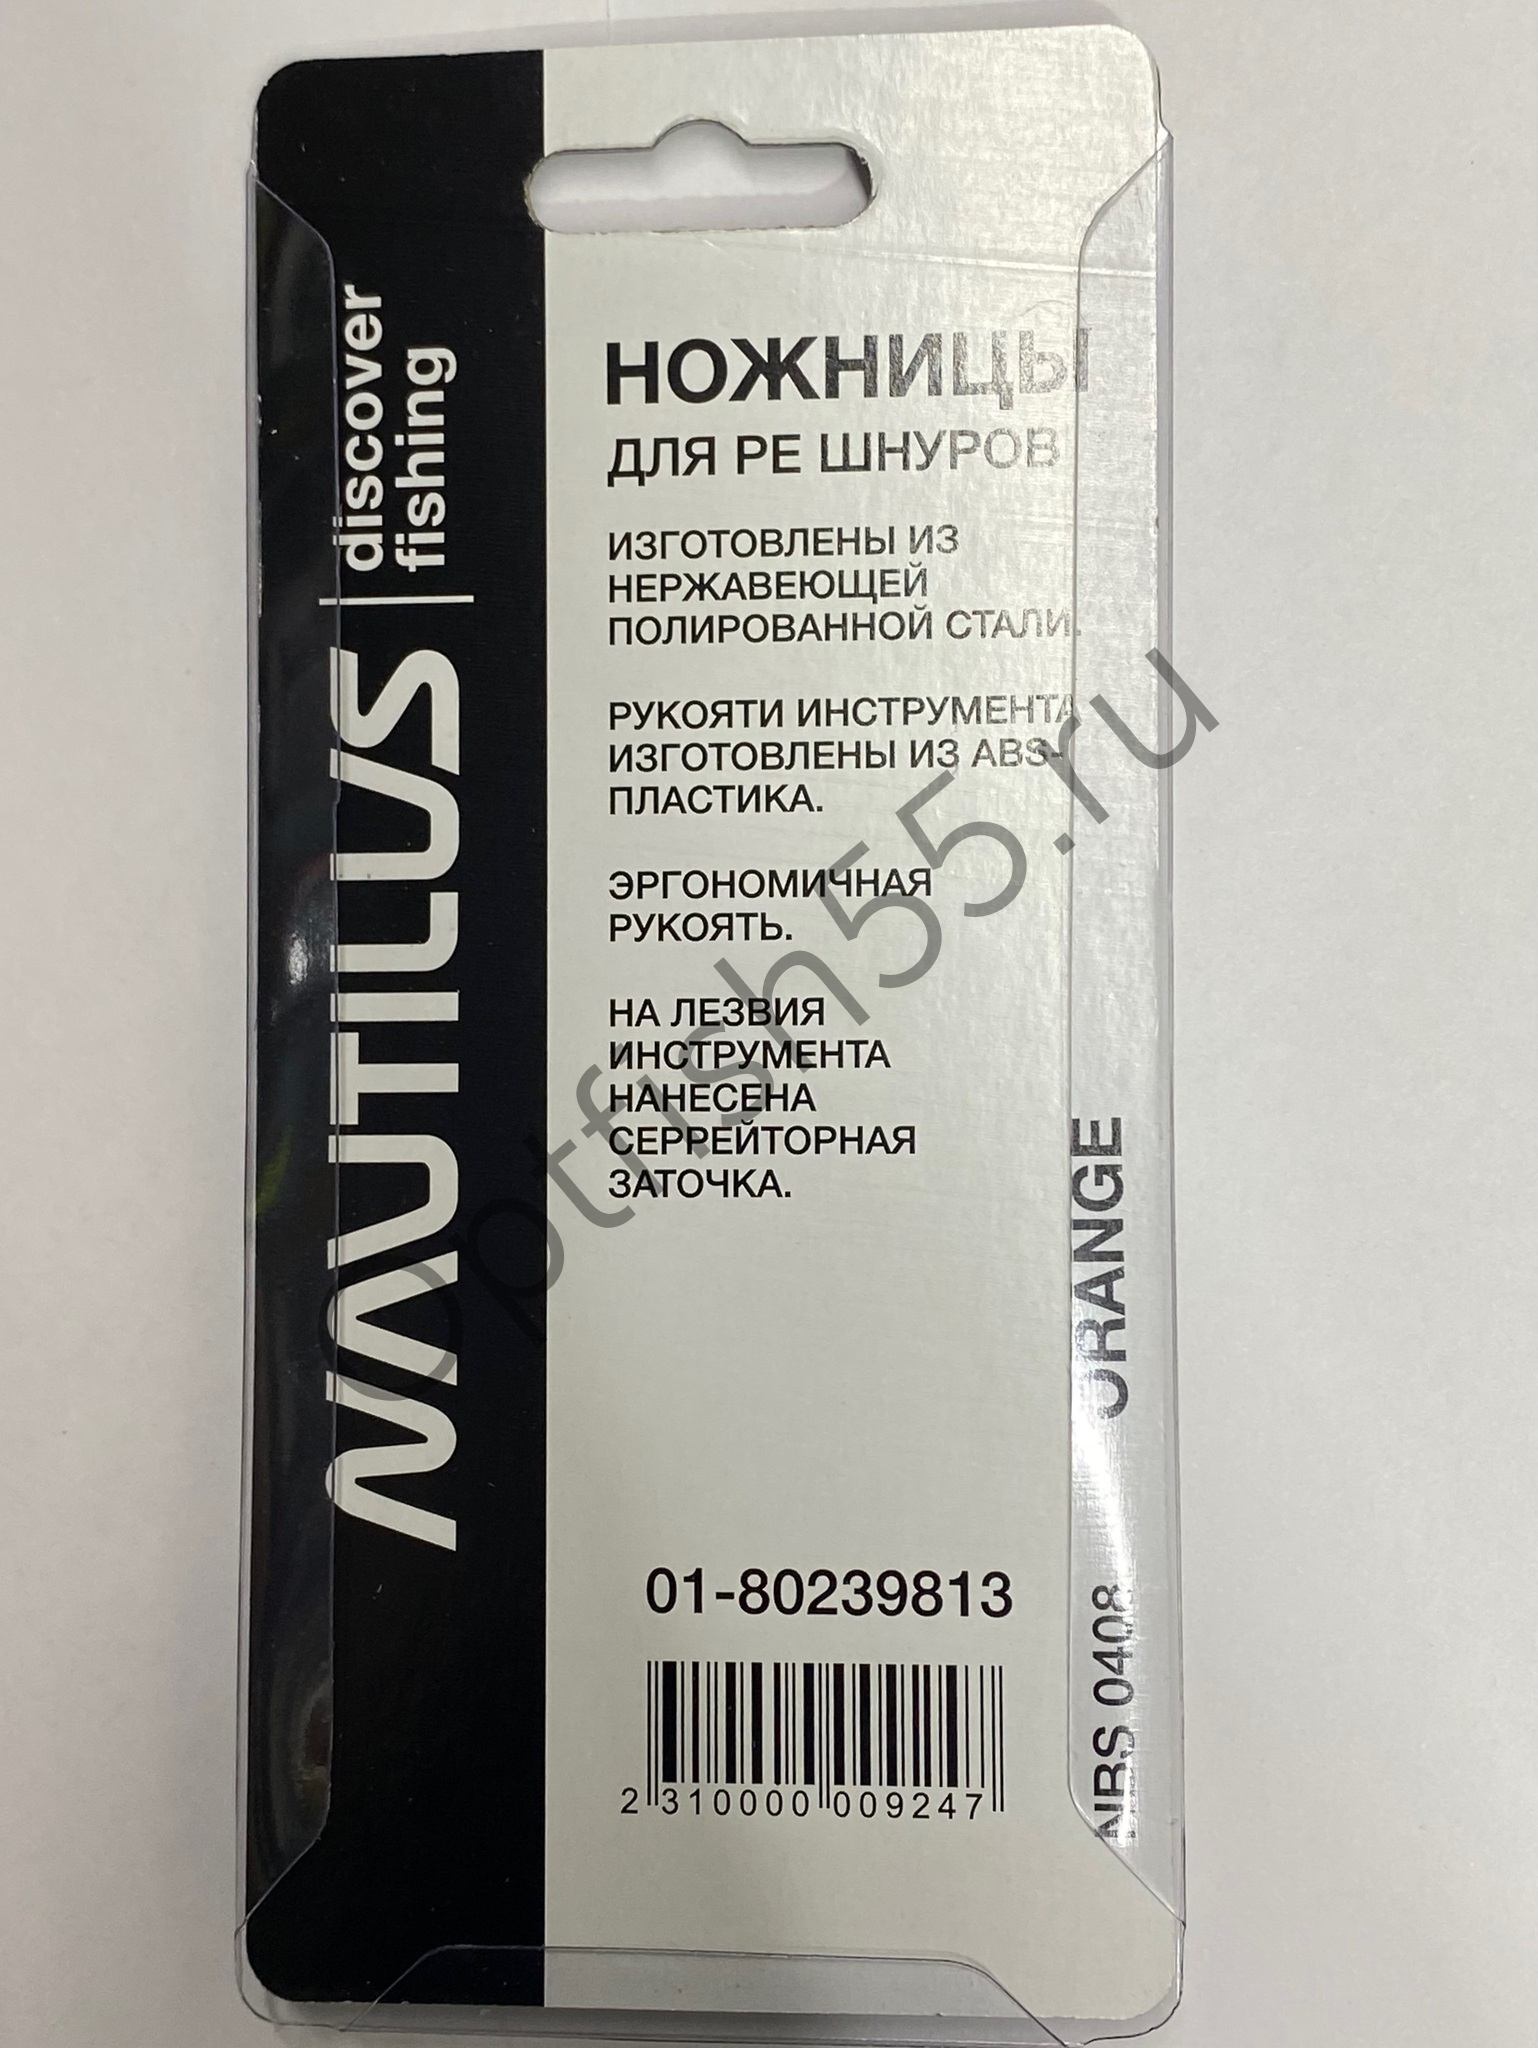 NAUTILUS
discover
fishing
НОЖНИЦЫ
ДЛЯ PE ШНУРОВ
ИЗГОТОВЛЕНЫ ИЗ
НЕРЖАВЕЮЩЕЙ
ПОЛИРОВАННОЙ СТАЛИ.
РУКОЯТИ ИНСТРУМЕНТА
ИЗГОТОВЛЕНЫ ИЗ ABS-
ПЛАСТИКА.
ЭРГОНОМИЧНАЯ
РУКОЯТЬ.
НА ЛЕЗВИЯ
ИНСТРУМЕНТА
НАНЕСЕНА
СЕРРЕЙТОРНАЯ
ЗАТОЧКА.
01-80239813
2 310000 009247
NBS 0408 ORANGE
Optfish55.ru